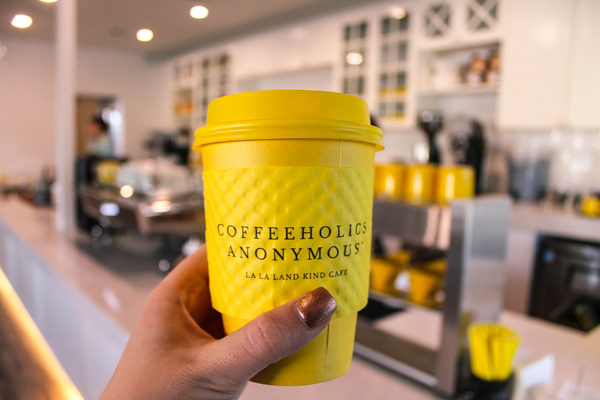 COFFEEHOLICS
ANONYMOUS
LA LA LAND KIND CAFE